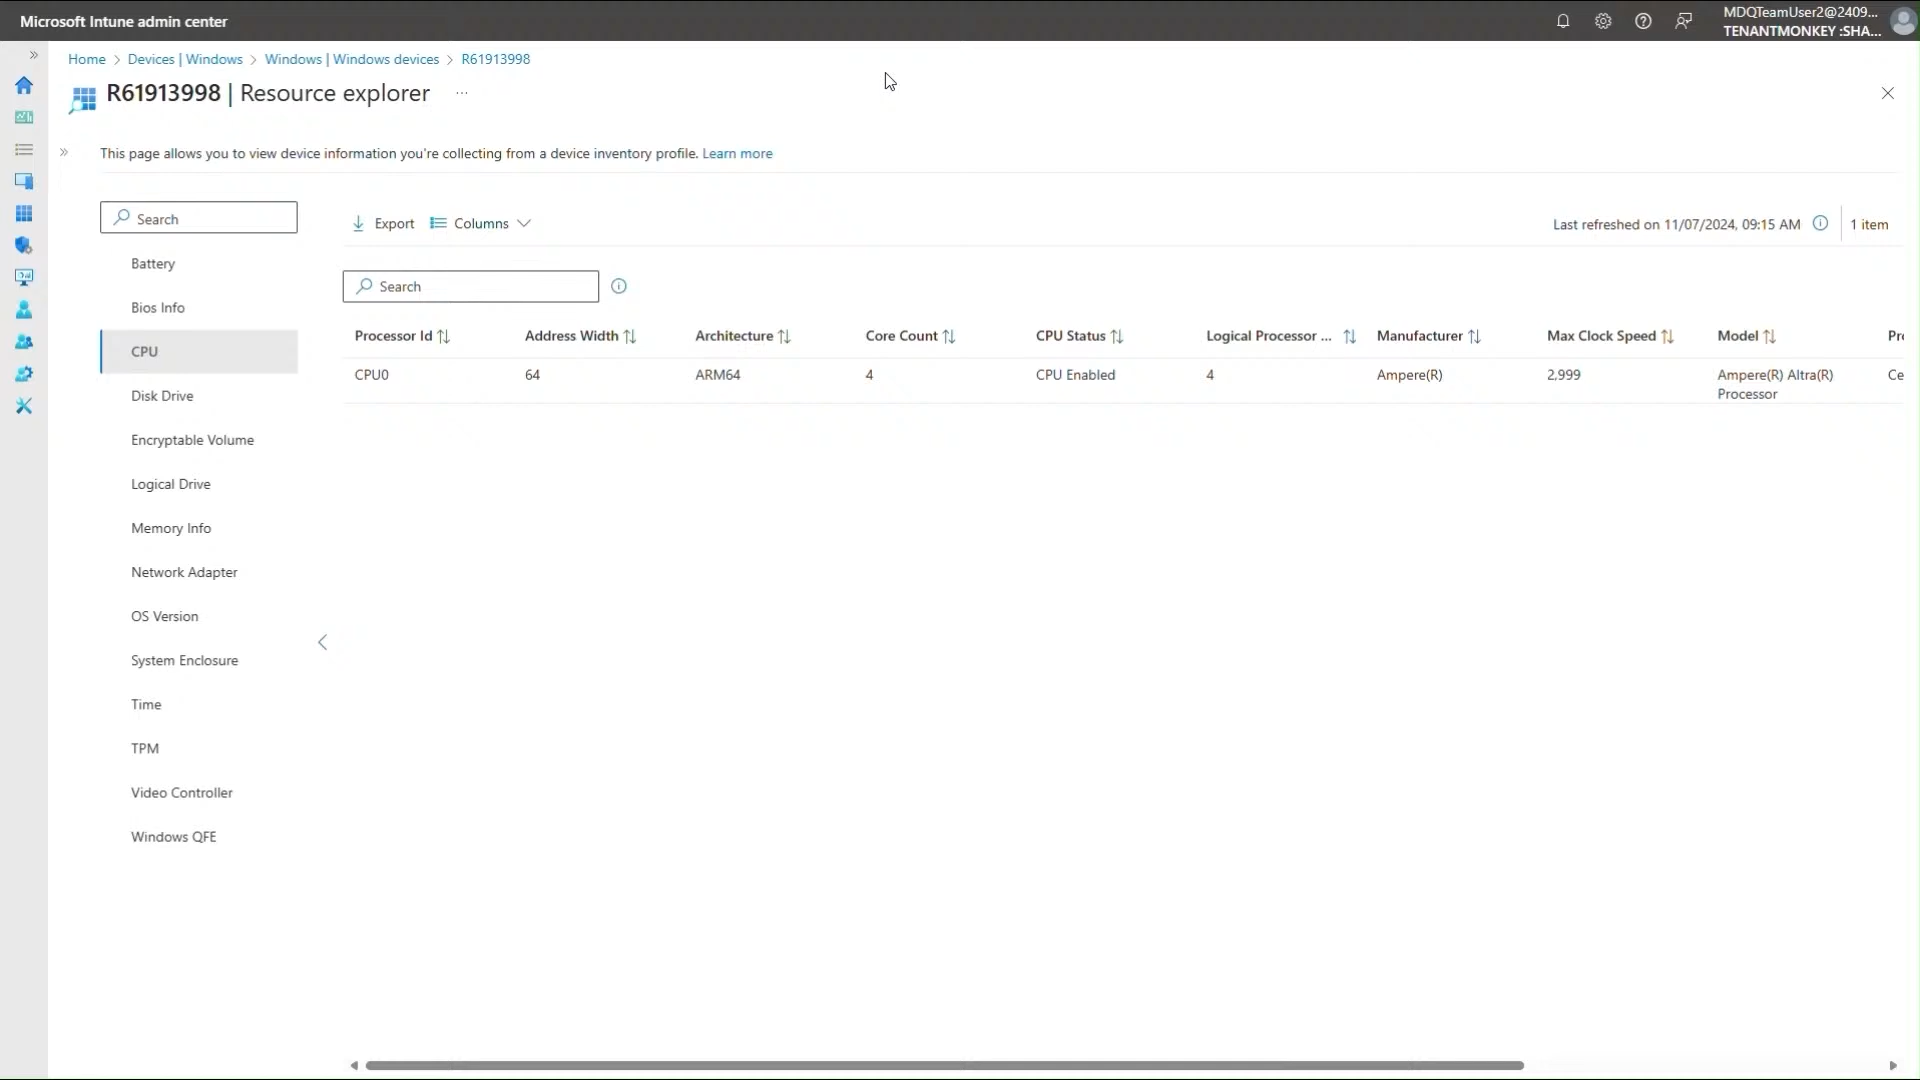 Microsoft Intune admin center
MDQTeamUser2@2409...
TENANTMONKEY :SHA...
Home > Devices | Windows > Windows | Windows devices > R61913998
R61913998 | Resource explorer ...
This page allows you to view device information you're collecting from a device inventory profile. Learn more
Search
Battery
Bios Info
CPU
Disk Drive
Encryptable Volume
Logical Drive
Memory Info
Network Adapter
OS Version
System Enclosure
Time
TPM
Video Controller
Windows QFE
Export Columns
Last refreshed on 11/07/2024, 09:15 AM 1 item
Search
Processor Id Address Width Architecture Core Count CPU Status Logical Processor ... Manufacturer Max Clock Speed Model Pr
CPU0 64 ARM64 4 CPU Enabled 4 Ampere(R) 2,999 Ampere(R) Altra(R) Ce
Processor